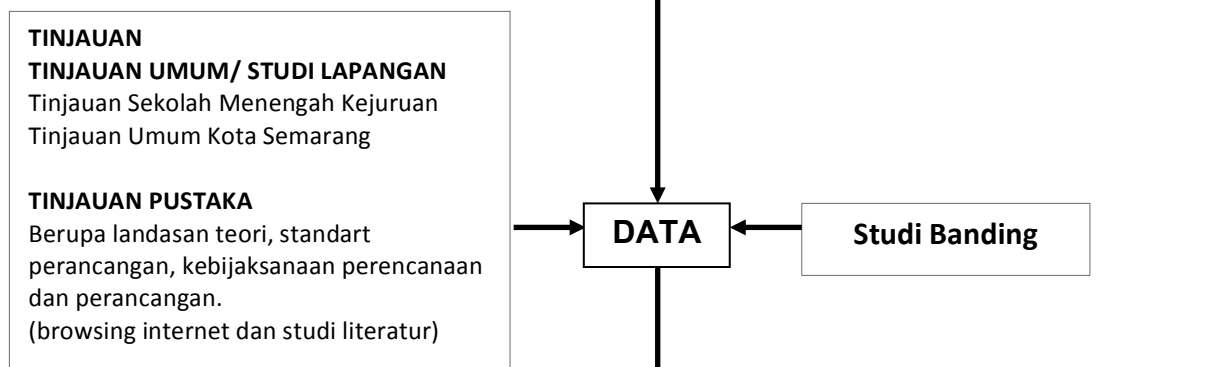 TINJAUAN
TINJAUAN UMUM/ STUDI LAPANGAN
Tinjauan Sekolah Menengah Kejuruan
Tinjauan Umum Kota Semarang
TINJAUAN PUSTAKA
Berupa landasan teori, standart
perancangan, kebijaksanaan perencanaan
dan perancangan.
(browsing internet dan studi literatur)
DATA
Studi Banding